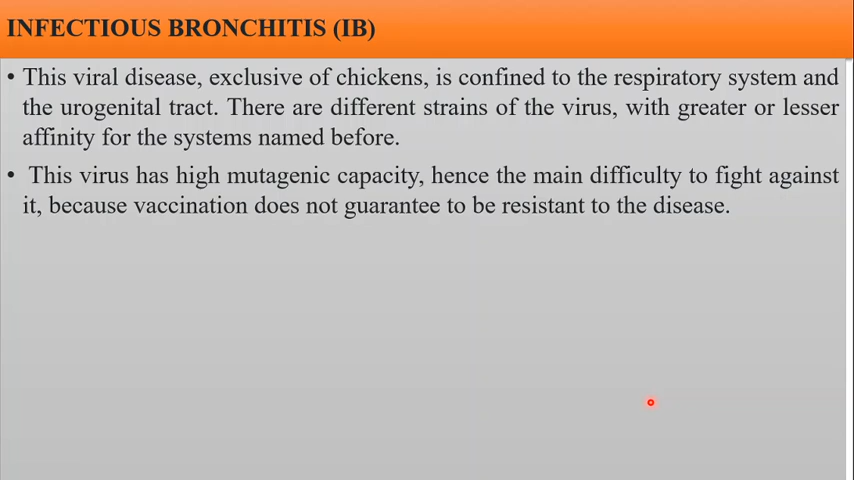 INFECTIOUS BRONCHITIS (IB)
• This viral disease, exclusive of chickens, is confined to the respiratory system and
the urogenital tract. There are different strains of the virus, with greater or lesser
affinity for the systems named before.
• This virus has high mutagenic capacity, hence the main difficulty to fight against
it, because vaccination does not guarantee to be resistant to the disease.